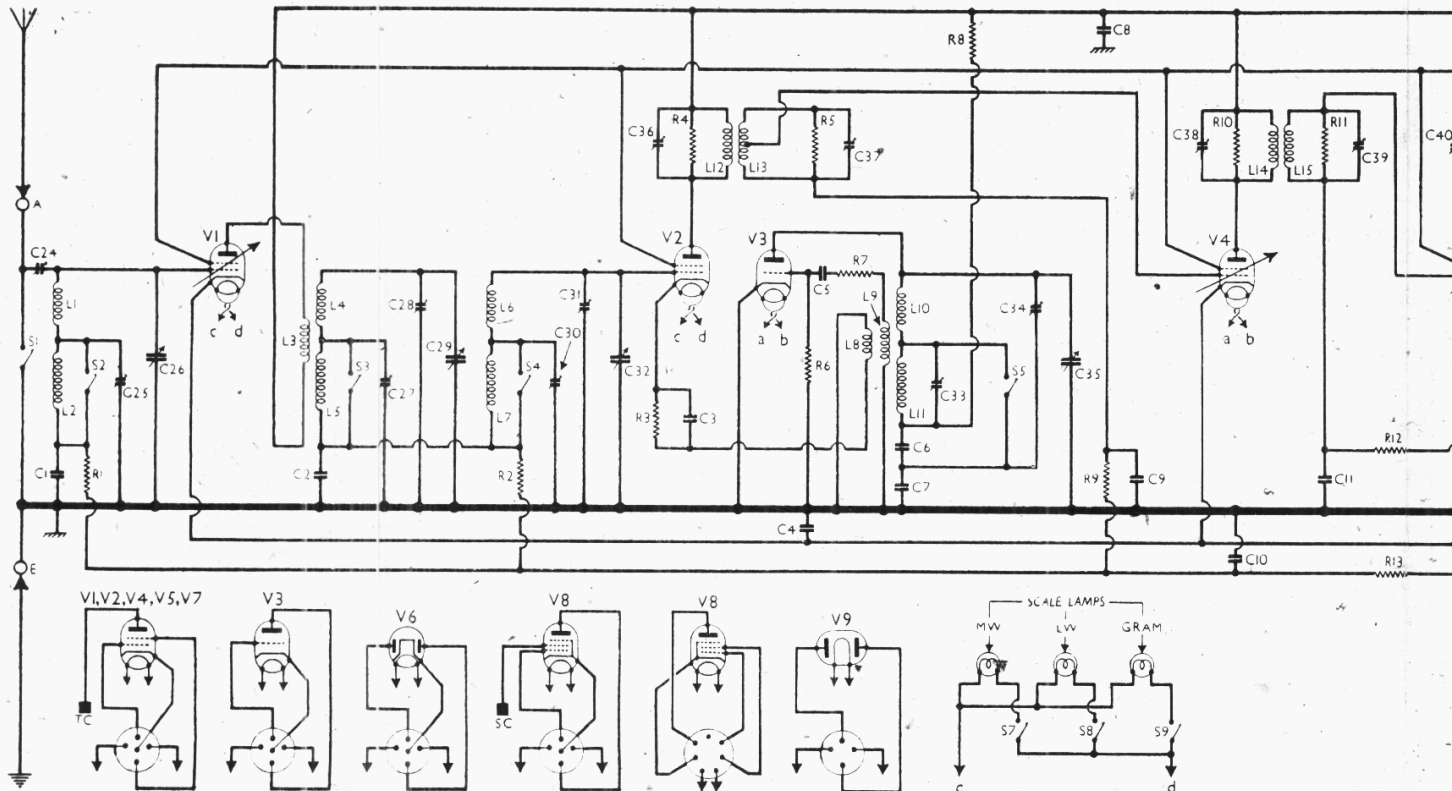 C8
R8
C36
R4
R5
L12
L13
C37
C38
R10
R11
L14
L15
C39
C40
A
V1
V2
V3
V4
C24
L1
c d
S1
S2
C25
C26
L2
C1
R1
L3
L4
C28
C29
S3
C27
L5
C2
L6
C31
C30
S4
C32
L7
R2
c d
R3
C3
a b
C5
R7
L9
R6
L8
C4
L10
C34
C33
S5
C35
L11
C6
C7
R9
C9
a b
C10
R12
C11
R13
E
V1, V2, V4, V5, V7
V3
V6
V8
V8
V9
TC
SC
SCALE LAMPS
MW
LW
GRAM
S7
S8
S9
c
d